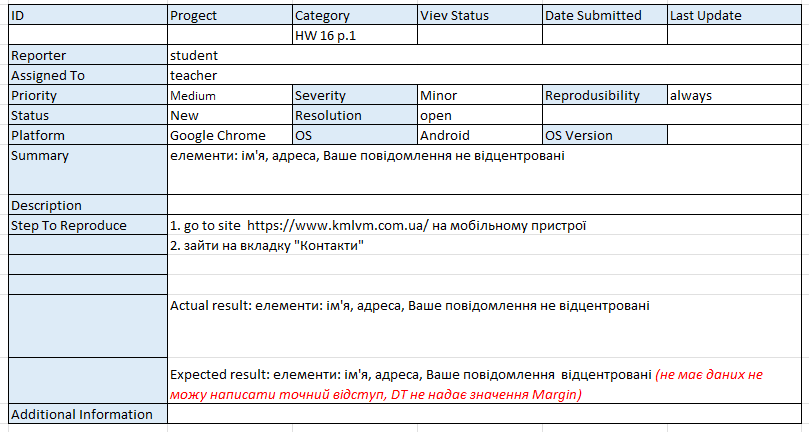 ID Progect Category Viev Status Date Submitted Last Update
HW 16 p.1
Reporter student
Assigned To teacher
Priority Medium Severity Minor Reprodusibility always
Status New Resolution open
Platform Google Chrome OS Android OS Version
Summary елементи: ім'я, адреса, Ваше повідомлення не відцентровані
Description
Step To Reproduce 1. go to site  https://www.kmlvm.com.ua/ на мобільному пристрої
2. зайти на вкладку "Контакти"
Actual result: елементи: ім'я, адреса, Ваше повідомлення не відцентровані
Expected result: елементи: ім'я, адреса, Ваше повідомлення  відцентровані (не має даних не
можу написати точний відступ, DT не надає значення Margin)
Additional Information